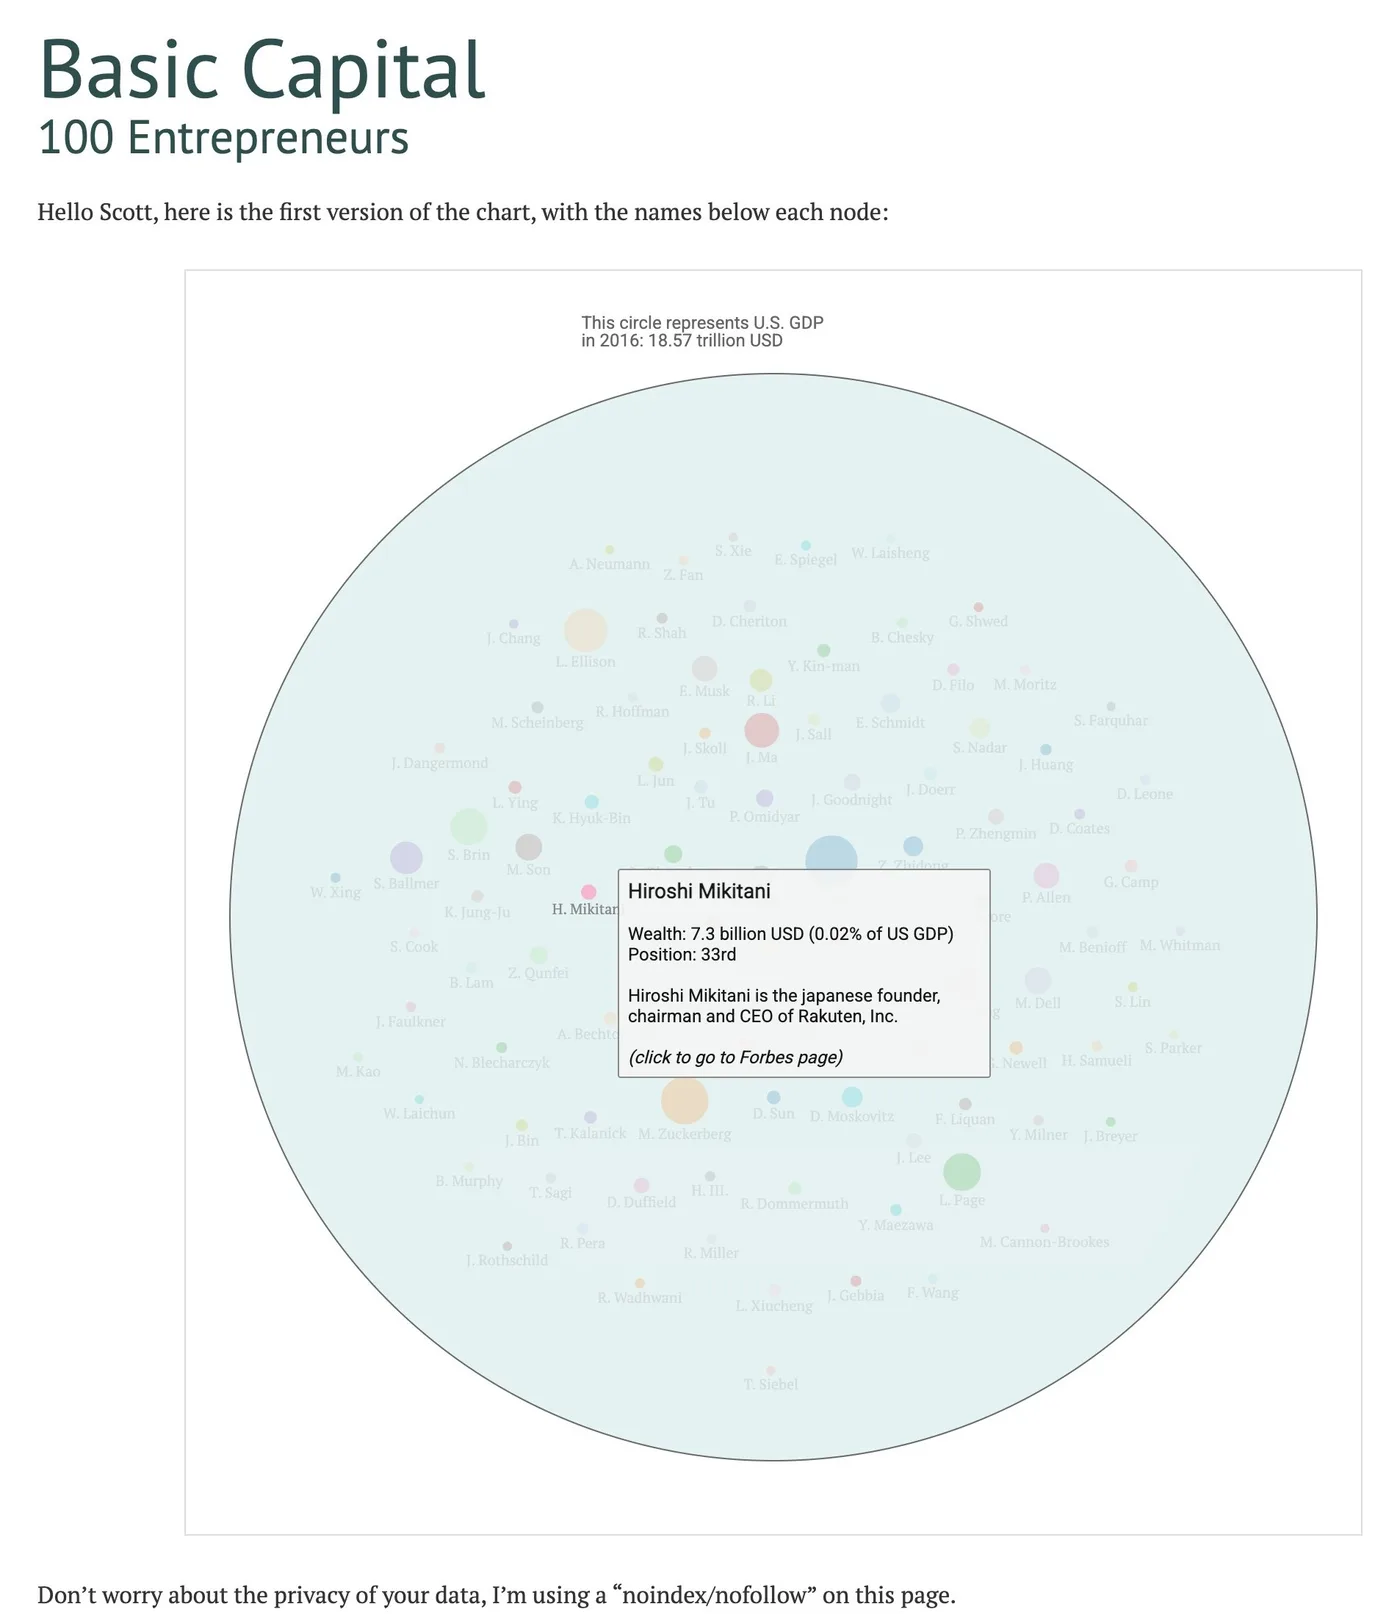 Basic Capital
100 Entrepreneurs
Hello Scott, here is the first version of the chart, with the names below each node:
This circle represents U.S. GDP
in 2016: 18.57 trillion USD
S. Xie
A. Neumann
E. Spiegel
W. Laisheng
Z. Fan
D. Cheriton
G. Shwed
R. Shah
J. Chang
B. Chesky
L. Ellison
Y. Kin-man
D. Filo
M. Moritz
E. Musk
R. Li
R. Hoffman
S. Farquhar
M. Scheinberg
E. Schmidt
J. Sall
J. Skoll
S. Nadar
J. Ma
J. Dangermond
J. Huang
L. Jun
J. Doerr
D. Leone
J. Goodnight
L. Ying
J. Tu
K. Hyuk-Bin
P. Omidyar
D. Coates
P. Zhengmin
S. Brin
Z. Zhidong
M. Son
S. Ballmer
G. Camp
W. Xing
P. Allen
Hiroshi Mikitani
H. Mikitan
K. Jung-Ju
ore
Wealth: 7.3 billion USD (0.02% of US GDP)
S. Cook
M. Benioff
M. Whitman
Position: 33rd
Z. Qunfei
B. Lam
Hiroshi Mikitani is the japanese founder,
M. Dell
S. Lin
chairman and CEO of Rakuten, Inc.
J. Faulkner
A. Bechto
S. Parker
(click to go to Forbes page)
N. Blecharczyk
. Newell
H. Samueli
M. Kao
W. Laichun
D. Sun
D. Moskovitz
F. Liquan
T. Kalanick
M. Zuckerberg
Y. Milner
J. Breyer
J. Bin
J. Lee
B. Murphy
T. Sagi
H. III.
D. Duffield
R. Dommermuth
L. Page
Y. Maezawa
R. Pera
M. Cannon-Brookes
R. Miller
J. Rothschild
F. Wang
J. Gebbia
R. Wadhwani
L. Xiucheng
T. Siebel
Don’t worry about the privacy of your data, I’m using a “noindex/nofollow” on this page.